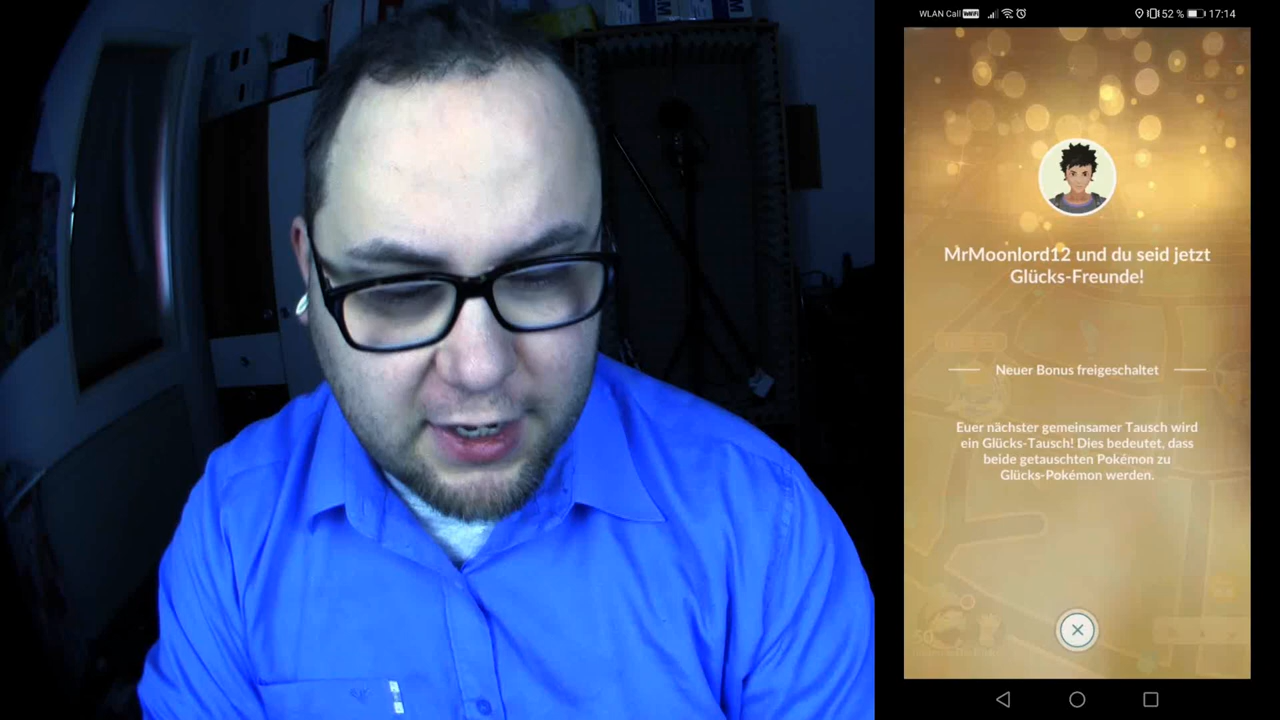 WLAN Call VoWiFi
52 % 17:14
MrMoonlord12 und du seid jetzt
Glücks-Freunde!
Neuer Bonus freigeschaltet
Euer nächster gemeinsamer Tausch wird
ein Glücks-Tausch! Dies bedeutet, dass
beide getauschten Pokémon zu
Glücks-Pokémon werden.